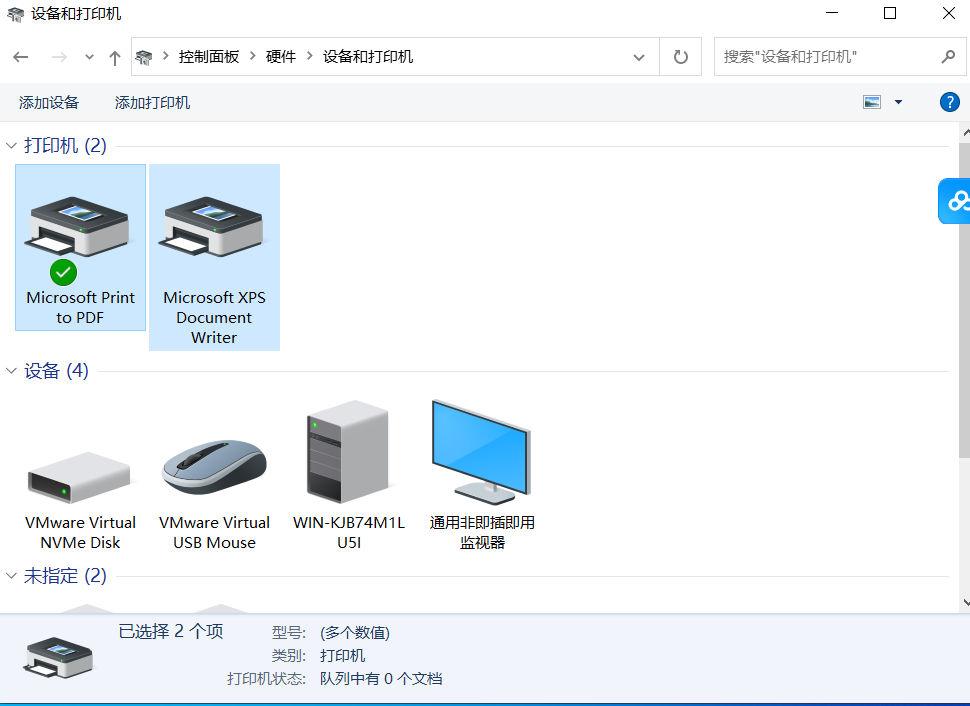 设备和打印机
控制面板 硬件 设备和打印机
搜索"设备和打印机"
添加设备 添加打印机
?
打印机 (2)
Microsoft Print
to PDF
Microsoft XPS
Document
Writer
设备 (4)
VMware Virtual
NVMe Disk
VMware Virtual
USB Mouse
WIN-KJB74M1L
U5I
通用非即插即用
监视器
未指定 (2)
已选择 2 个项
型号: (多个数值)
类别: 打印机
打印机状态: 队列中有 0 个文档